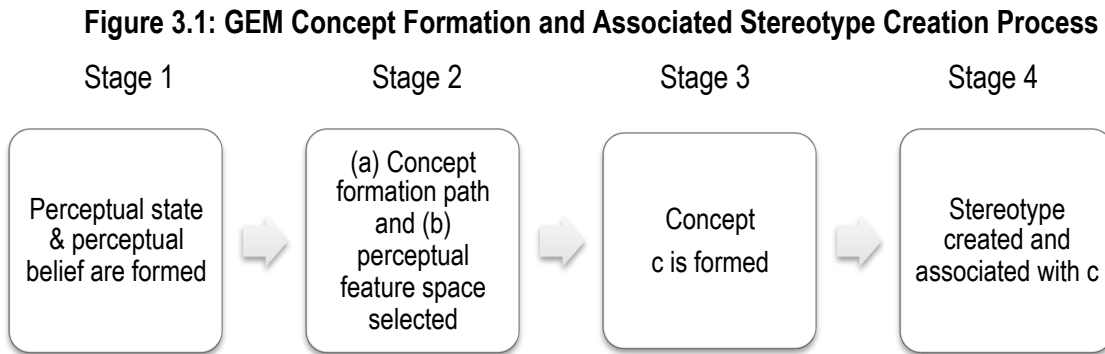 Figure 3.1: GEM Concept Formation and Associated Stereotype Creation Process
Stage 1
Stage 2
Stage 3
Stage 4
Perceptual state
& perceptual
belief are formed
(a) Concept
formation path
and (b)
perceptual
feature space
selected
Concept
c is formed
Stereotype
created and
associated with c